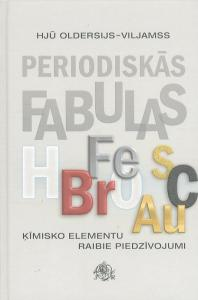 HJŪ OLDERSIJS-VILJAMSS
PERIODISKĀS
FABULAS
H Fe O S C
Br Au
ĶĪMISKO ELEMENTU
RAIBIE PIEDZĪVOJUMI